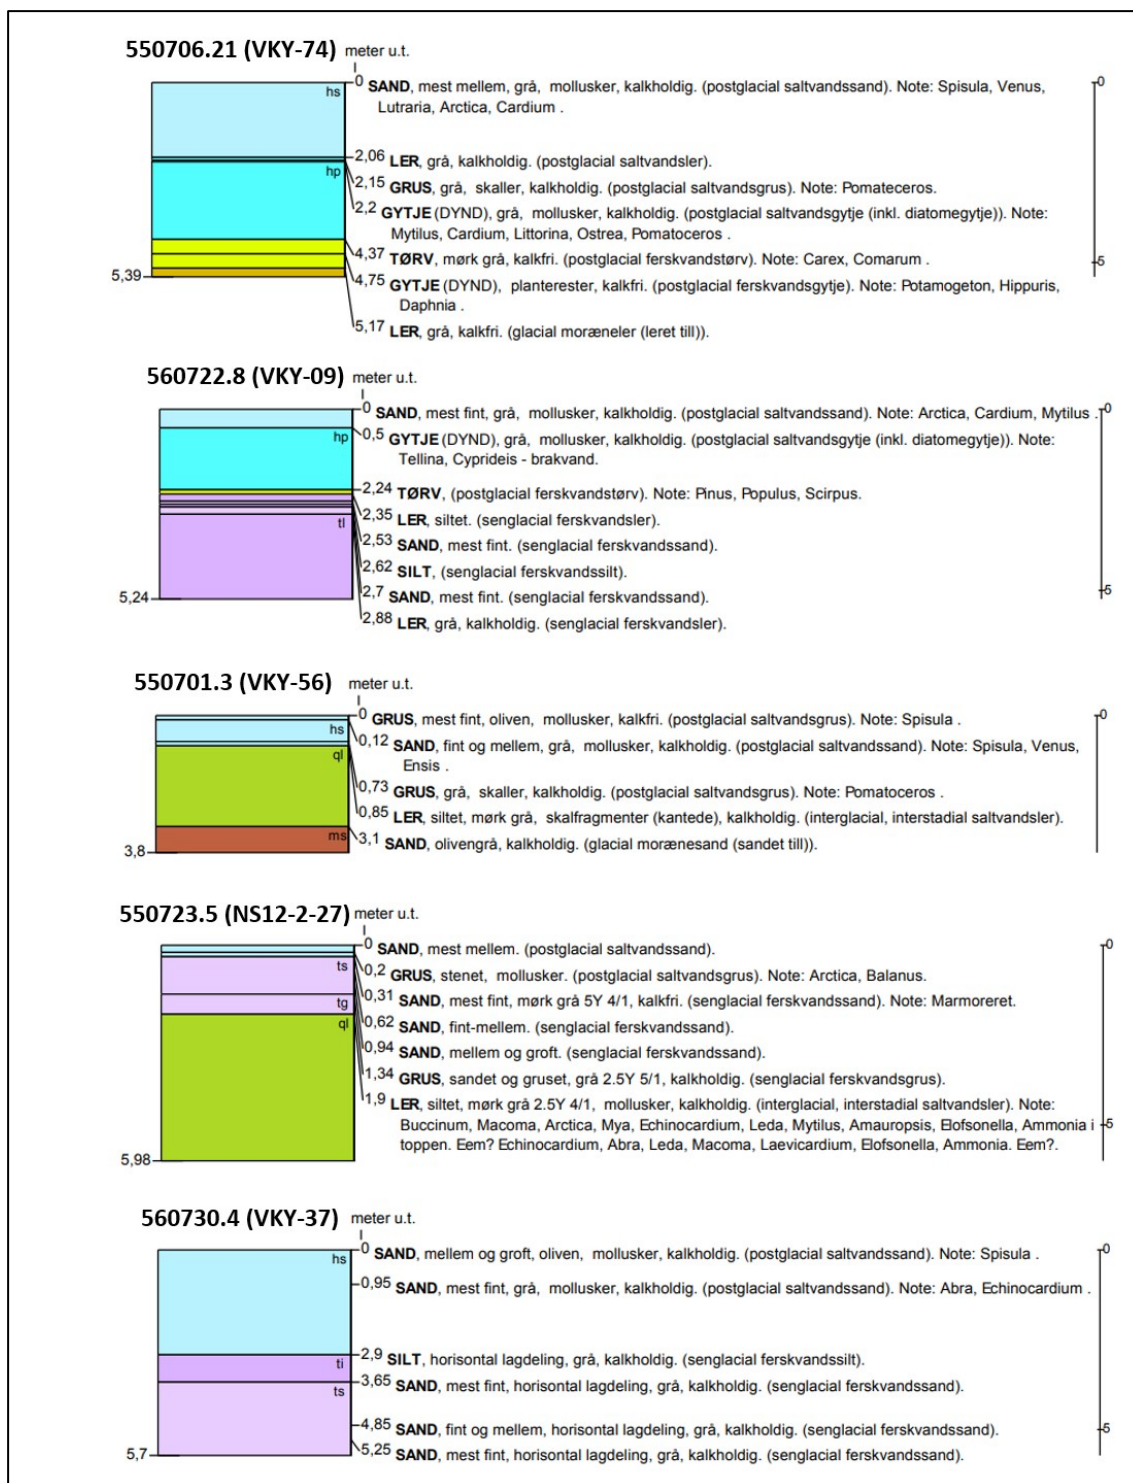 550706.21 (VKY-74) meter u.t.
0 SAND, mest mellem, grå, mollusker, kalkholdig. (postglacial saltvandssand). Note: Spisula, Venus, 0
hs
Lutraria, Arctica, Cardium .
2,06 LER, grå, kalkholdig. (postglacial saltvandsler).
hp
2,15 GRUS, grå, skaller, kalkholdig. (postglacial saltvandsgrus). Note: Pomateceros.
2,2 GYTJE (DYND), grå, mollusker, kalkholdig. (postglacial saltvandsgytje (inkl. diatomegytje)). Note:
Mytilus, Cardium, Littorina, Ostrea, Pomatoceros .
4,37 TØRV, mørk grå, kalkfri. (postglacial ferskvandstørv). Note: Carex, Comarum . 5
5,39
4,75 GYTJE (DYND), planterester, kalkfri. (postglacial ferskvandsgytje). Note: Potamogeton, Hippuris,
Daphnia .
5,17 LER, grå, kalkfri. (glacial moræneler (leret till)).
560722.8 (VKY-09) meter u.t.
0 SAND, mest fint, grå, mollusker, kalkholdig. (postglacial saltvandssand). Note: Arctica, Cardium, Mytilus . 0
hp
0,5 GYTJE (DYND), grå, mollusker, kalkholdig. (postglacial saltvandsgytje (inkl. diatomegytje)). Note:
Tellina, Cyprideis - brakvand.
2,24 TØRV, (postglacial ferskvandstørv). Note: Pinus, Populus, Scirpus.
2,35 LER, siltet. (senglacial ferskvandsler).
tl
2,53 SAND, mest fint. (senglacial ferskvandssand).
2,62 SILT, (senglacial ferskvandssilt).
5,24
2,7 SAND, mest fint. (senglacial ferskvandssand). 5
2,88 LER, grå, kalkholdig. (senglacial ferskvandsler).
550701.3 (VKY-56) meter u.t.
0 GRUS, mest fint, oliven, mollusker, kalkfri. (postglacial saltvandsgrus). Note: Spisula . 0
hs
0,12 SAND, fint og mellem, grå, mollusker, kalkholdig. (postglacial saltvandssand). Note: Spisula, Venus,
ql
Ensis .
0,73 GRUS, grå, skaller, kalkholdig. (postglacial saltvandsgrus). Note: Pomatoceros .
0,85 LER, siltet, mørk grå, skalfragmenter (kantede), kalkholdig. (interglacial, interstadial saltvandsler).
ms
3,1 SAND, olivengrå, kalkholdig. (glacial morænesand (sandet till)).
3,8
550723.5 (NS12-2-27) meter u.t.
0 SAND, mest mellem. (postglacial saltvandssand). 0
ts
0,2 GRUS, stenet, mollusker. (postglacial saltvandsgrus). Note: Arctica, Balanus.
tg
0,31 SAND, mest fint, mørk grå 5Y 4/1, kalkfri. (senglacial ferskvandssand). Note: Marmoreret.
ql
0,62 SAND, fint-mellem. (senglacial ferskvandssand).
0,94 SAND, mellem og groft. (senglacial ferskvandssand).
1,34 GRUS, sandet og gruset, grå 2.5Y 5/1, kalkholdig. (senglacial ferskvandsgrus).
1,9 LER, siltet, mørk grå 2.5Y 4/1, mollusker, kalkholdig. (interglacial, interstadial saltvandsler). Note:
Buccinum, Macoma, Arctica, Mya, Echinocardium, Leda, Mytilus, Amauropsis, Elofsonella, Ammonia i 5
toppen. Eem? Echinocardium, Abra, Leda, Macoma, Laevicardium, Elofsonella, Ammonia. Eem?.
5,98
560730.4 (VKY-37) meter u.t.
0 SAND, mellem og groft, oliven, mollusker, kalkholdig. (postglacial saltvandssand). Note: Spisula . 0
hs
0,95 SAND, mest fint, grå, mollusker, kalkholdig. (postglacial saltvandssand). Note: Abra, Echinocardium .
2,9 SILT, horisontal lagdeling, grå, kalkholdig. (senglacial ferskvandssilt).
ti
3,65 SAND, mest fint, horisontal lagdeling, grå, kalkholdig. (senglacial ferskvandssand).
ts
4,85 SAND, fint og mellem, horisontal lagdeling, grå, kalkholdig. (senglacial ferskvandssand). 5
5,25 SAND, mest fint, horisontal lagdeling, grå, kalkholdig. (senglacial ferskvandssand).
5,7